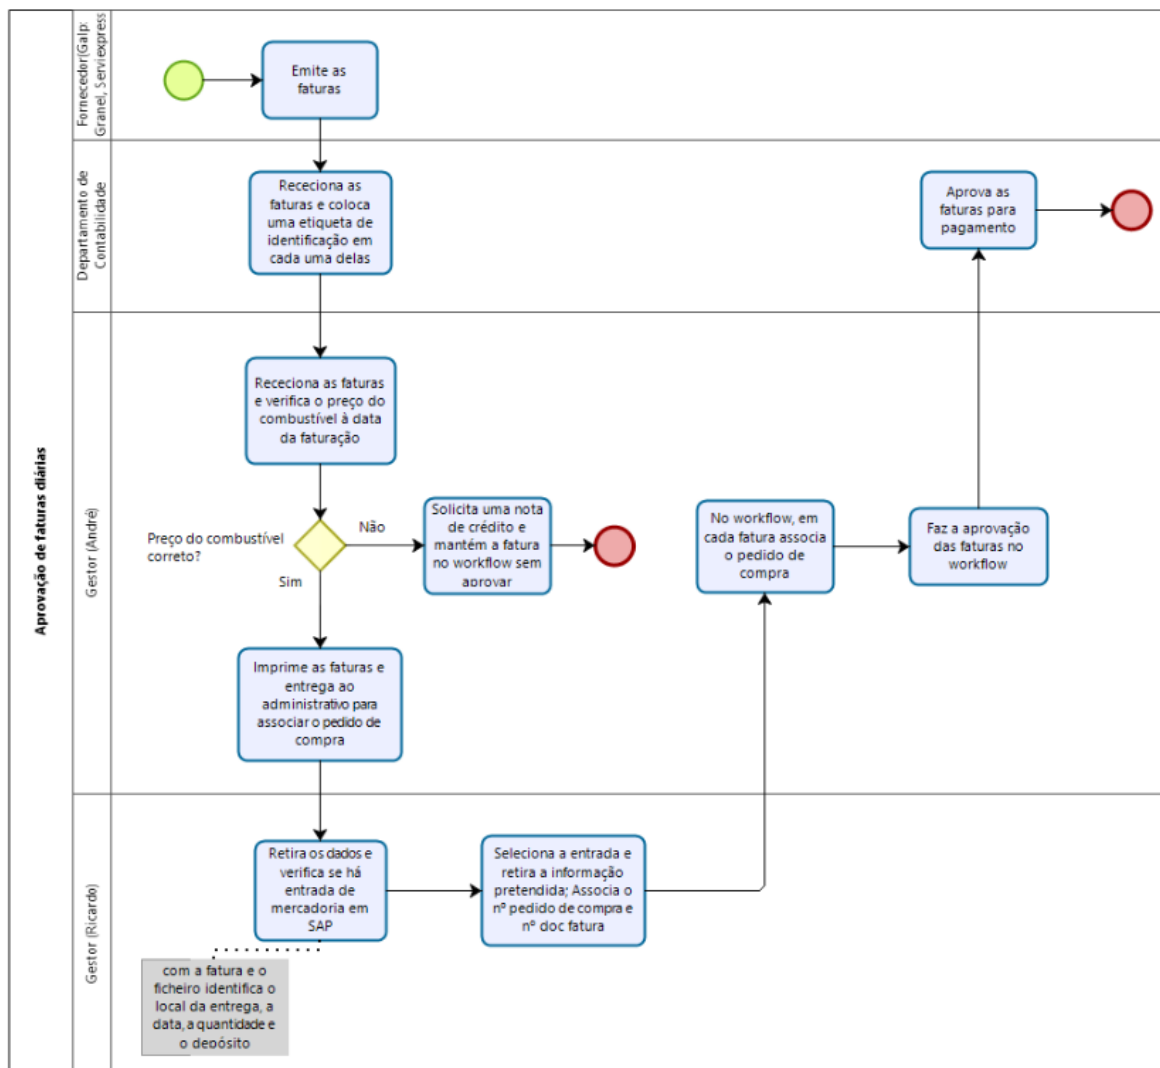 Aprovação de faturas diárias
Fornecedor(Galp:
Granel, Serviexpress
Emite as
faturas
Departamento de
Contabilidade
Receciona as
faturas e coloca
uma etiqueta de
identificação em
cada uma delas
Aprova as
faturas para
pagamento
Gestor (André)
Receciona as faturas
e verifica o preço do
combustível à data
da faturação
Preço do combustível
correto?
Não
Sim
Solicita uma nota
de crédito e
mantém a fatura
no workflow sem
aprovar
No workflow, em
cada fatura associa
o pedido de
compra
Faz a aprovação
das faturas no
workflow
Imprime as faturas e
entrega ao
administrativo para
associar o pedido de
compra
Gestor (Ricardo)
Retira os dados e
verifica se há
entrada de
mercadoria em
SAP
Seleciona a entrada e
retira a informação
pretendida; Associa o
nº pedido de compra e
nº doc fatura
com a fatura e o
ficheiro identifica o
local da entrega, a
data, a quantidade e
o depósito